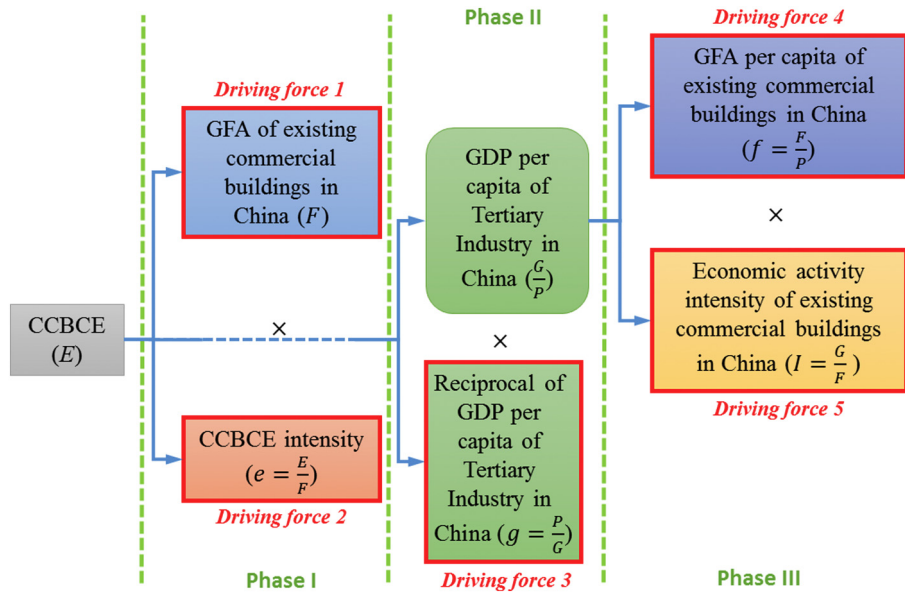 Phase II
Driving force 4
GFA per capita of
existing commercial
buildings in China
(f = F/P)
Driving force 1
GFA of existing
commercial
buildings in
China (F)
GDP per
capita of
Tertiary
Industry in
China (G/P)
×
×
×
Economic activity
intensity of existing
commercial buildings
in China (I = G/F)
Driving force 5
CCBCE
(E)
Reciprocal of
GDP per
capita of
Tertiary
Industry in
China (g = P/G)
Driving force 3
CCBCE intensity
(e = E/F)
Driving force 2
Phase I
Phase III